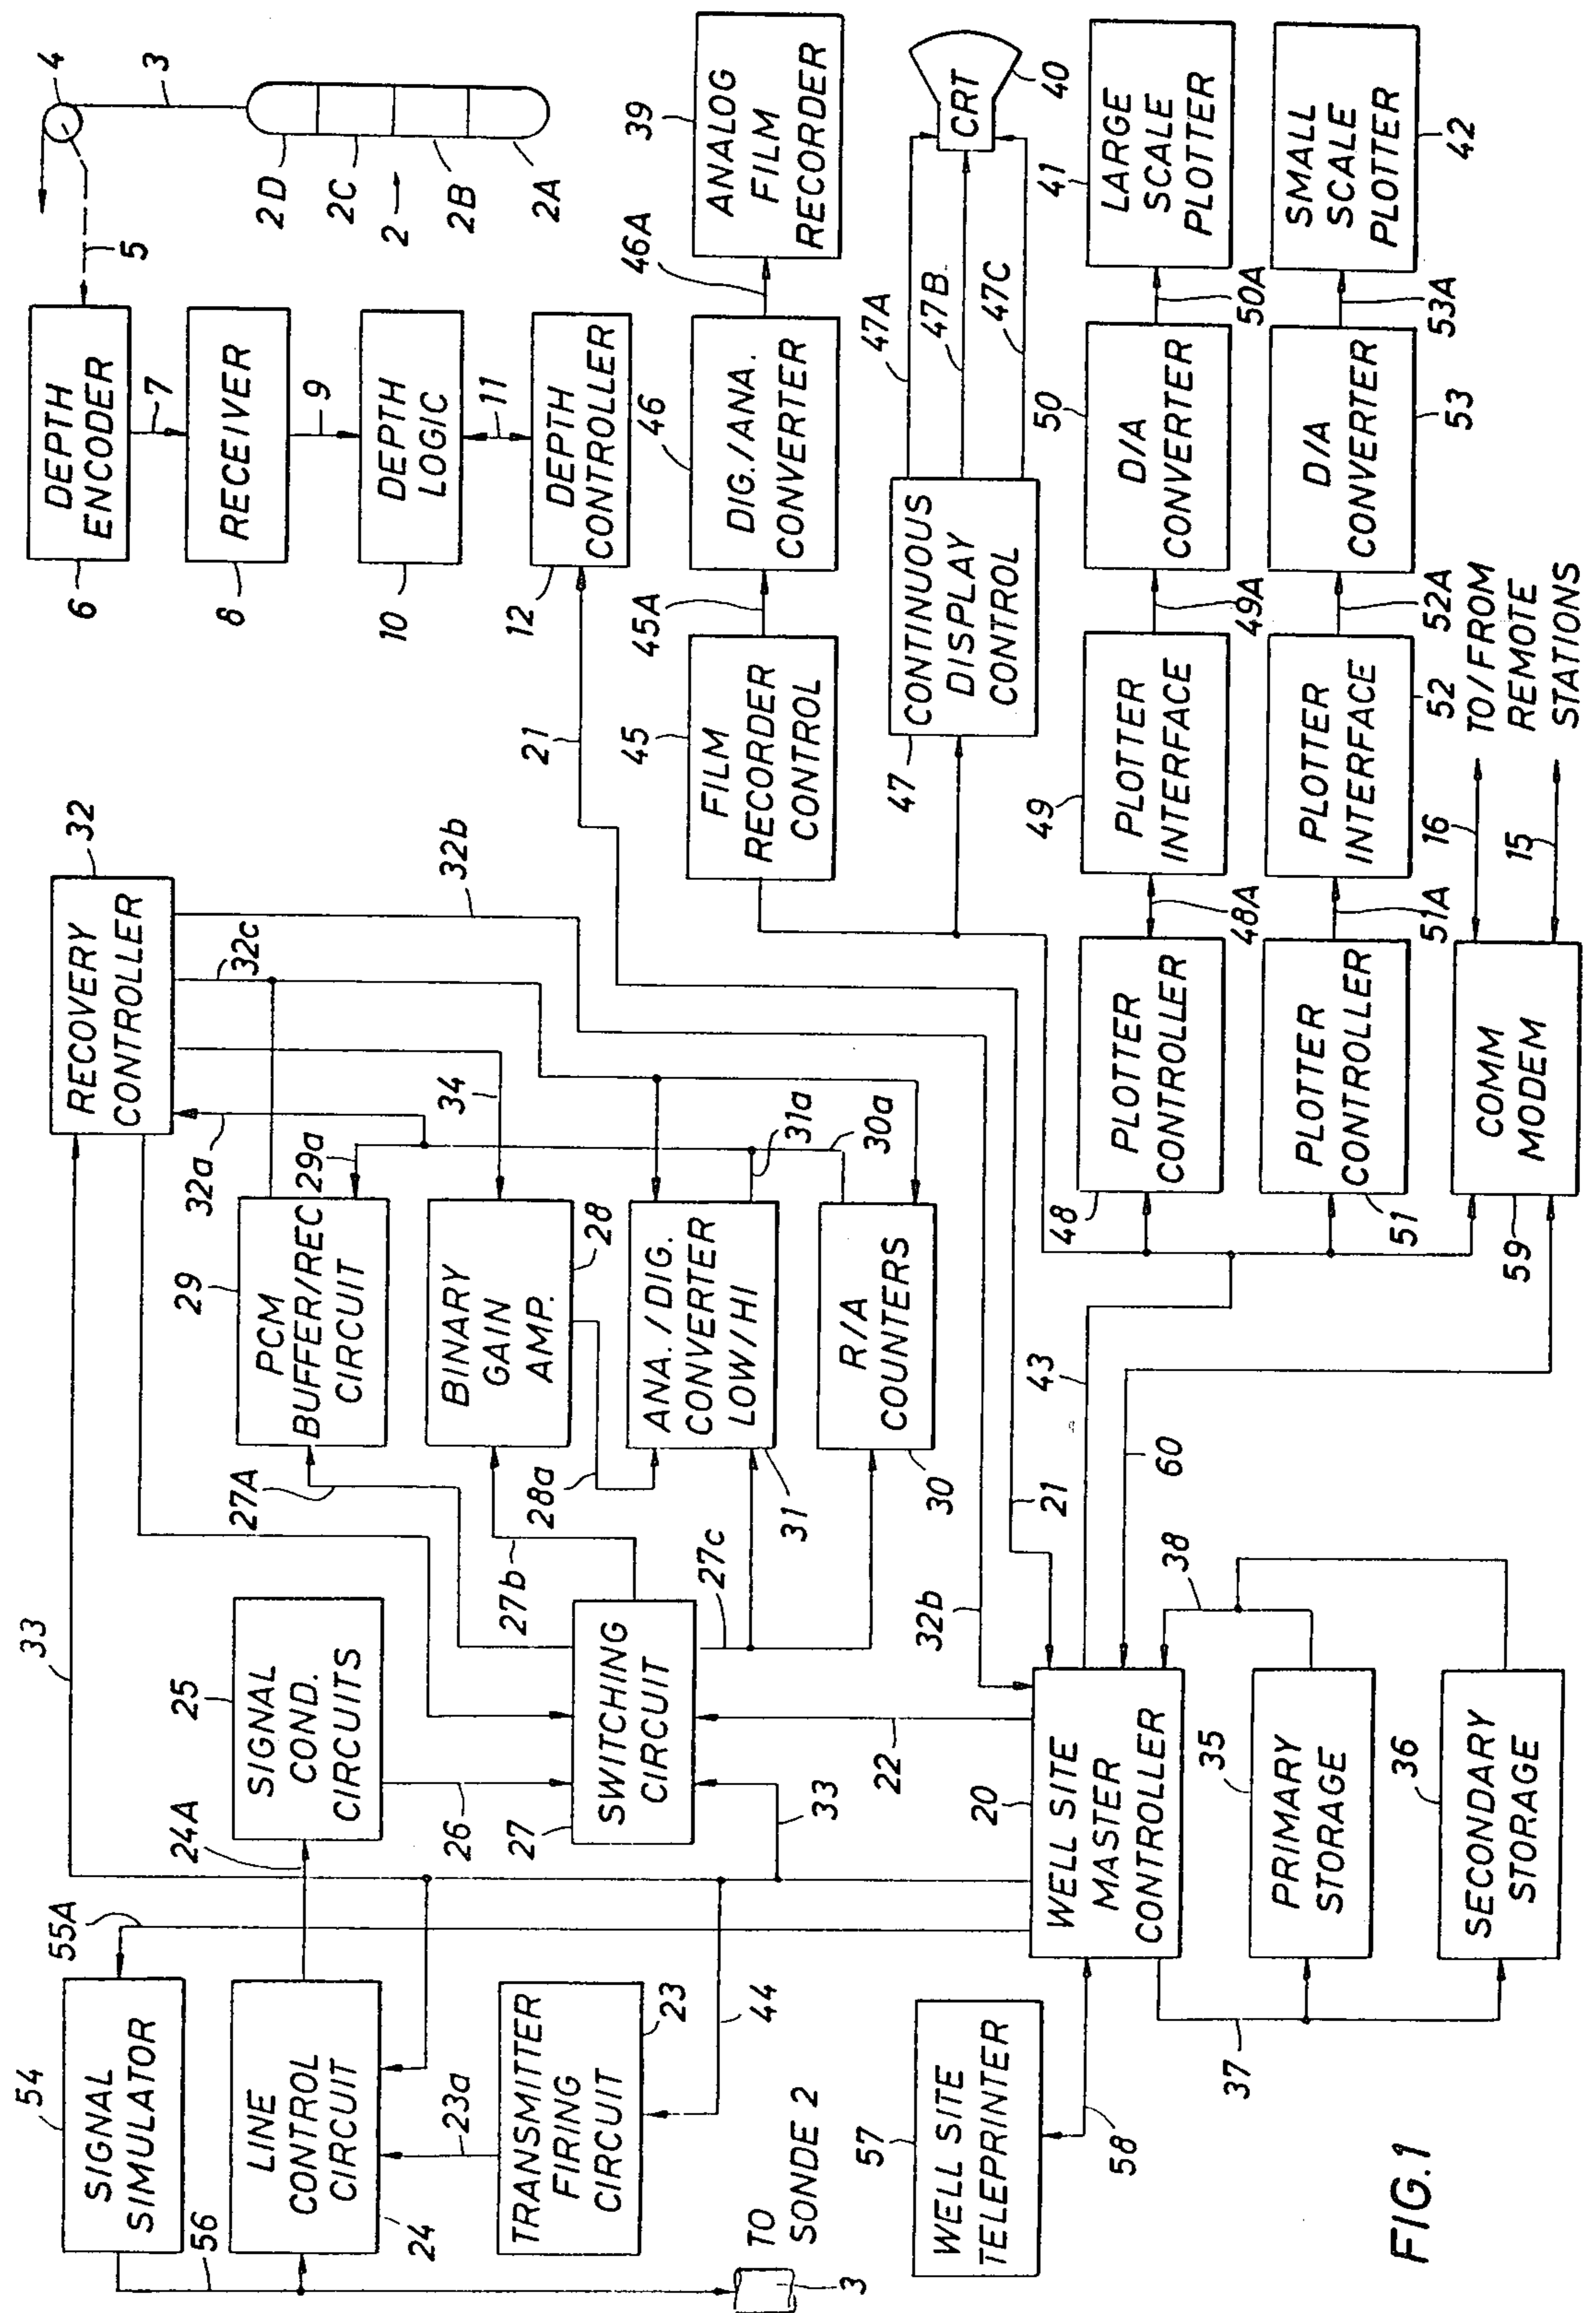 54
SIGNAL
SIMULATOR
55A
56
LINE
CONTROL
CIRCUIT
24
24A
23a
TRANSMITTER
FIRING
CIRCUIT
23
44
TO
SONDE 2
3
33
25
SIGNAL
COND.
CIRCUITS
26
27
SWITCHING
CIRCUIT
27A
27b
27c
22
33
29
PCM
BUFFER/REC
CIRCUIT
29a
BINARY
GAIN
AMP.
28
28a
ANA./DIG.
CONVERTER
LOW/HI
31
31a
R/A
COUNTERS
30
30a
32
RECOVERY
CONTROLLER
32a
32c
32b
34
32b
21
21
57
WELL SITE
TELEPRINTER
58
20
WELL SITE
MASTER
CONTROLLER
37
38
35
PRIMARY
STORAGE
36
SECONDARY
STORAGE
43
60
6
DEPTH
ENCODER
5
4
3
2D
2C
2
2B
2A
7
8
RECEIVER
9
10
DEPTH
LOGIC
11
12
DEPTH
CONTROLLER
45
FILM
RECORDER
CONTROL
45A
46
DIG./ANA.
CONVERTER
46A
39
ANALOG
FILM
RECORDER
47
CONTINUOUS
DISPLAY
CONTROL
47A
47B
47C
CRT
40
48
PLOTTER
CONTROLLER
48A
49
PLOTTER
INTERFACE
49A
50
D/A
CONVERTER
50A
41
LARGE
SCALE
PLOTTER
51
PLOTTER
CONTROLLER
51A
52
PLOTTER
INTERFACE
52A
53
D/A
CONVERTER
53A
42
SMALL
SCALE
PLOTTER
59
COMM
MODEM
16
15
TO/FROM
REMOTE
STATIONS
FIG.1